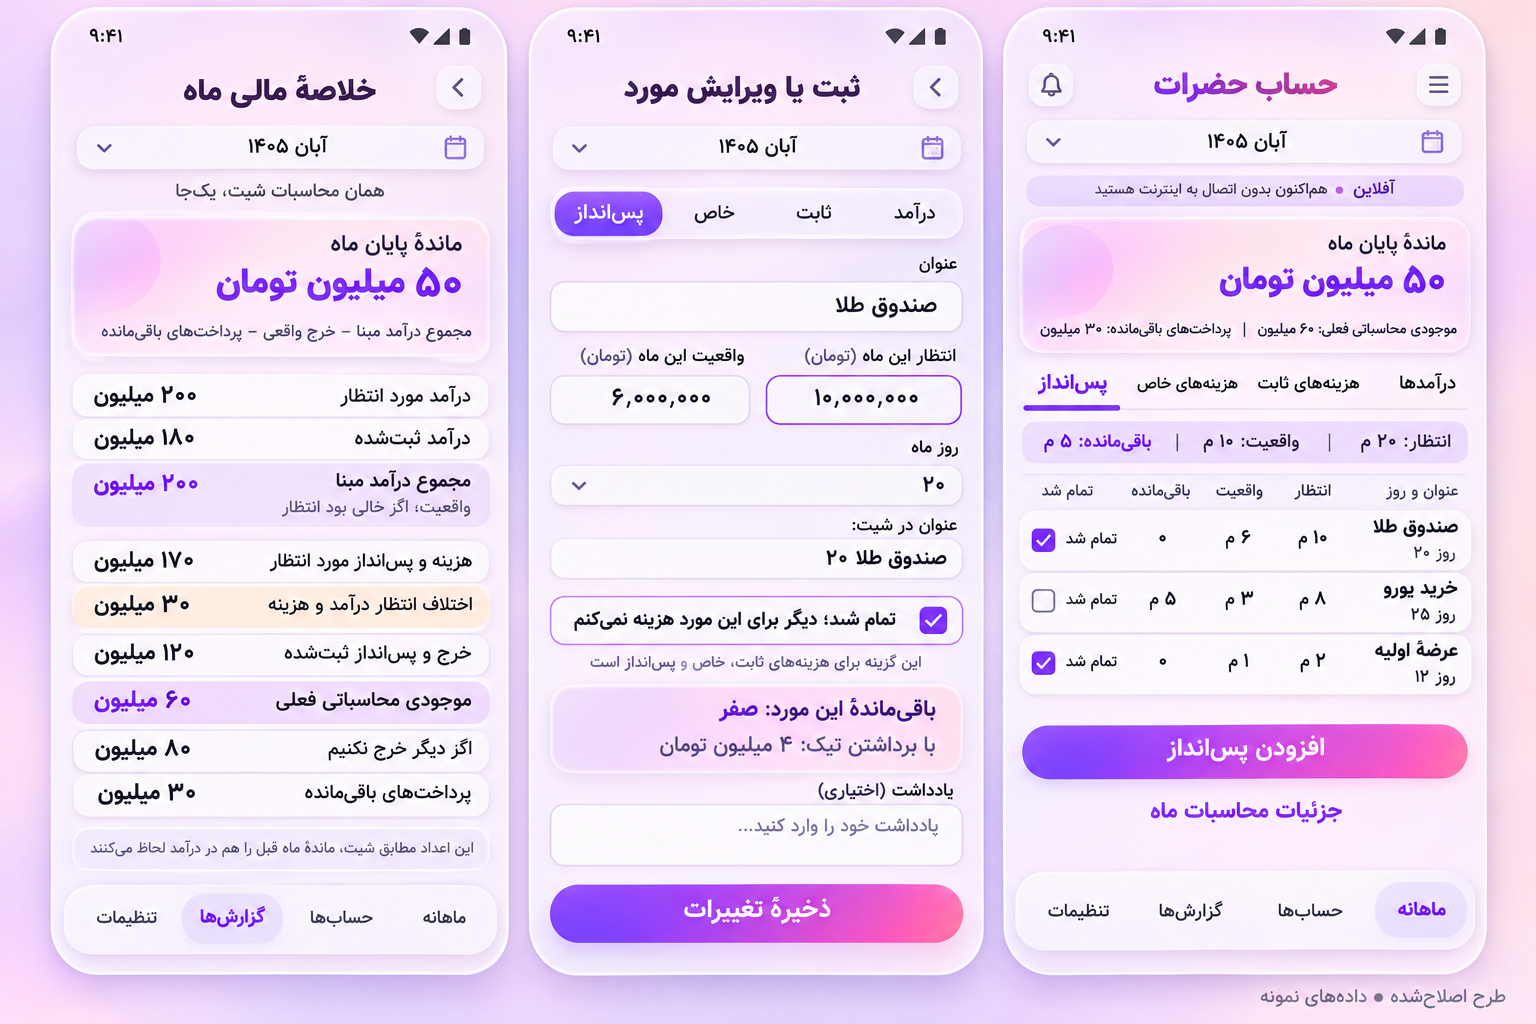 ۹:۴۱
حساب حضرات
آبان ۱۴۰۵
آفلاین • هم‌اکنون بدون اتصال به اینترنت هستید
ماندهٔ پایان ماه
۵۰ میلیون تومان
موجودی محاسباتی فعلی: ۶۰ میلیون | پرداخت‌های باقی‌مانده: ۳۰ میلیون
درآمدها هزینه‌های ثابت هزینه‌های خاص پس‌انداز
انتظار: ۲۰ م | واقعیت: ۱۰ م | باقی‌مانده: ۵ م
عنوان و روز انتظار واقعیت باقی‌مانده تمام شد
صندوق طلا ۱۰ م ۶ م ۰ تمام شد
روز ۲۰
خرید یورو ۸ م ۳ م ۵ م تمام شد
روز ۲۵
عرضهٔ اولیه ۲ م ۱ م ۰ تمام شد
روز ۱۲
افزودن پس‌انداز
جزئیات محاسبات ماه
ماهانه حساب‌ها گزارش‌ها تنظیمات
۹:۴۱
ثبت یا ویرایش مورد
آبان ۱۴۰۵
درآمد ثابت خاص پس‌انداز
عنوان
صندوق طلا
انتظار این ماه (تومان) واقعیت این ماه (تومان)
۱۰,۰۰۰,۰۰۰ ۶,۰۰۰,۰۰۰
روز ماه
۲۰
عنوان در شیت:
صندوق طلا ۲۰
تمام شد؛ دیگر برای این مورد هزینه نمی‌کنم
این گزینه برای هزینه‌های ثابت، خاص و پس‌انداز است
باقی‌ماندهٔ این مورد: صفر
با برداشتن تیک: ۴ میلیون تومان
یادداشت (اختیاری)
یادداشت خود را وارد کنید...
ذخیرهٔ تغییرات
۹:۴۱
خلاصهٔ مالی ماه
آبان ۱۴۰۵
همان محاسبات شیت، یک‌جا
ماندهٔ پایان ماه
۵۰ میلیون تومان
مجموع درآمد مبنا – خرج واقعی – پرداخت‌های باقی‌مانده
درآمد مورد انتظار ۲۰۰ میلیون
درآمد ثبت‌شده ۱۸۰ میلیون
مجموع درآمد مبنا ۲۰۰ میلیون
واقعیت؛ اگر خالی بود انتظار
هزینه و پس‌انداز مورد انتظار ۱۷۰ میلیون
اختلاف انتظار درآمد و هزینه ۳۰ میلیون
خرج و پس‌انداز ثبت‌شده ۱۲۰ میلیون
موجودی محاسباتی فعلی ۶۰ میلیون
اگر دیگر خرج نکنیم ۸۰ میلیون
پرداخت‌های باقی‌مانده ۳۰ میلیون
این اعداد مطابق شیت، ماندهٔ ماه قبل را هم در درآمد لحاظ می‌کنند
ماهانه حساب‌ها گزارش‌ها تنظیمات
طرح اصلاح‌شده • داده‌های نمونه